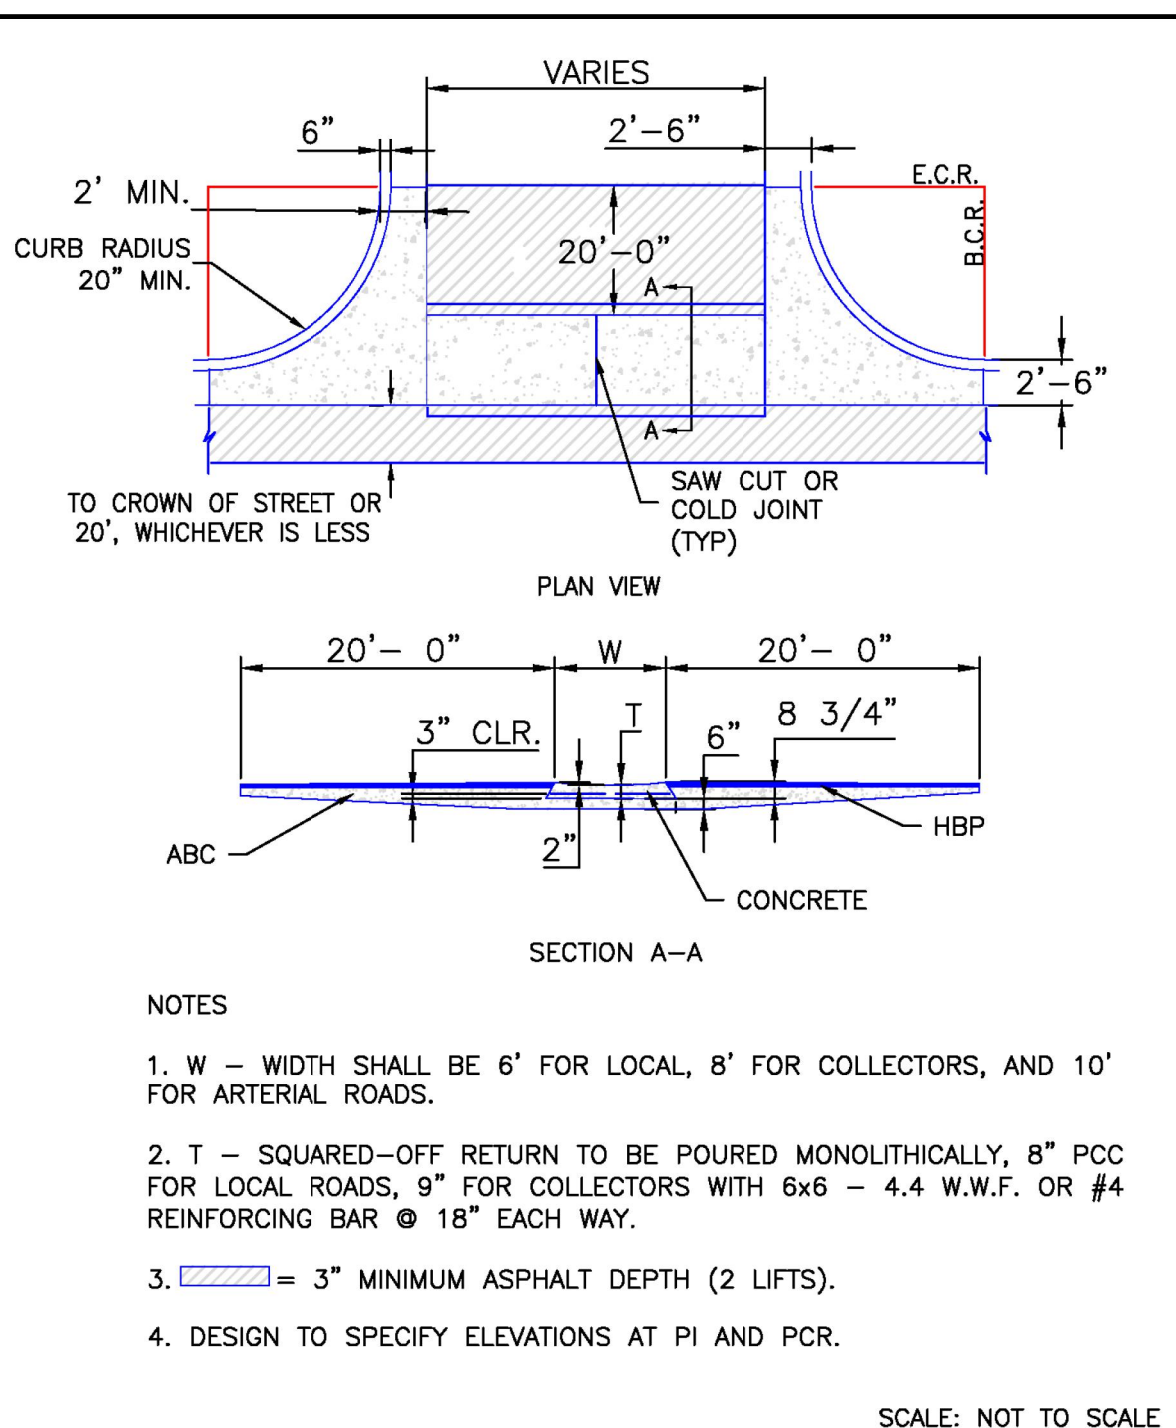 VARIES
6”
2’-6”
2’ MIN.
E.C.R.
B.C.R.
CURB RADIUS
20” MIN.
20’-0”
A
2’-6”
A
SAW CUT OR
COLD JOINT
(TYP)
TO CROWN OF STREET OR
20’, WHICHEVER IS LESS
PLAN VIEW
20’- 0”
W
20’- 0”
3” CLR.
T
6”
8 3/4”
ABC
2”
HBP
CONCRETE
SECTION A-A
NOTES
1. W - WIDTH SHALL BE 6’ FOR LOCAL, 8’ FOR COLLECTORS, AND 10’
FOR ARTERIAL ROADS.
2. T - SQUARED-OFF RETURN TO BE POURED MONOLITHICALLY, 8” PCC
FOR LOCAL ROADS, 9” FOR COLLECTORS WITH 6x6 - 4.4 W.W.F. OR #4
REINFORCING BAR @ 18” EACH WAY.
3. = 3” MINIMUM ASPHALT DEPTH (2 LIFTS).
4. DESIGN TO SPECIFY ELEVATIONS AT PI AND PCR.
SCALE: NOT TO SCALE